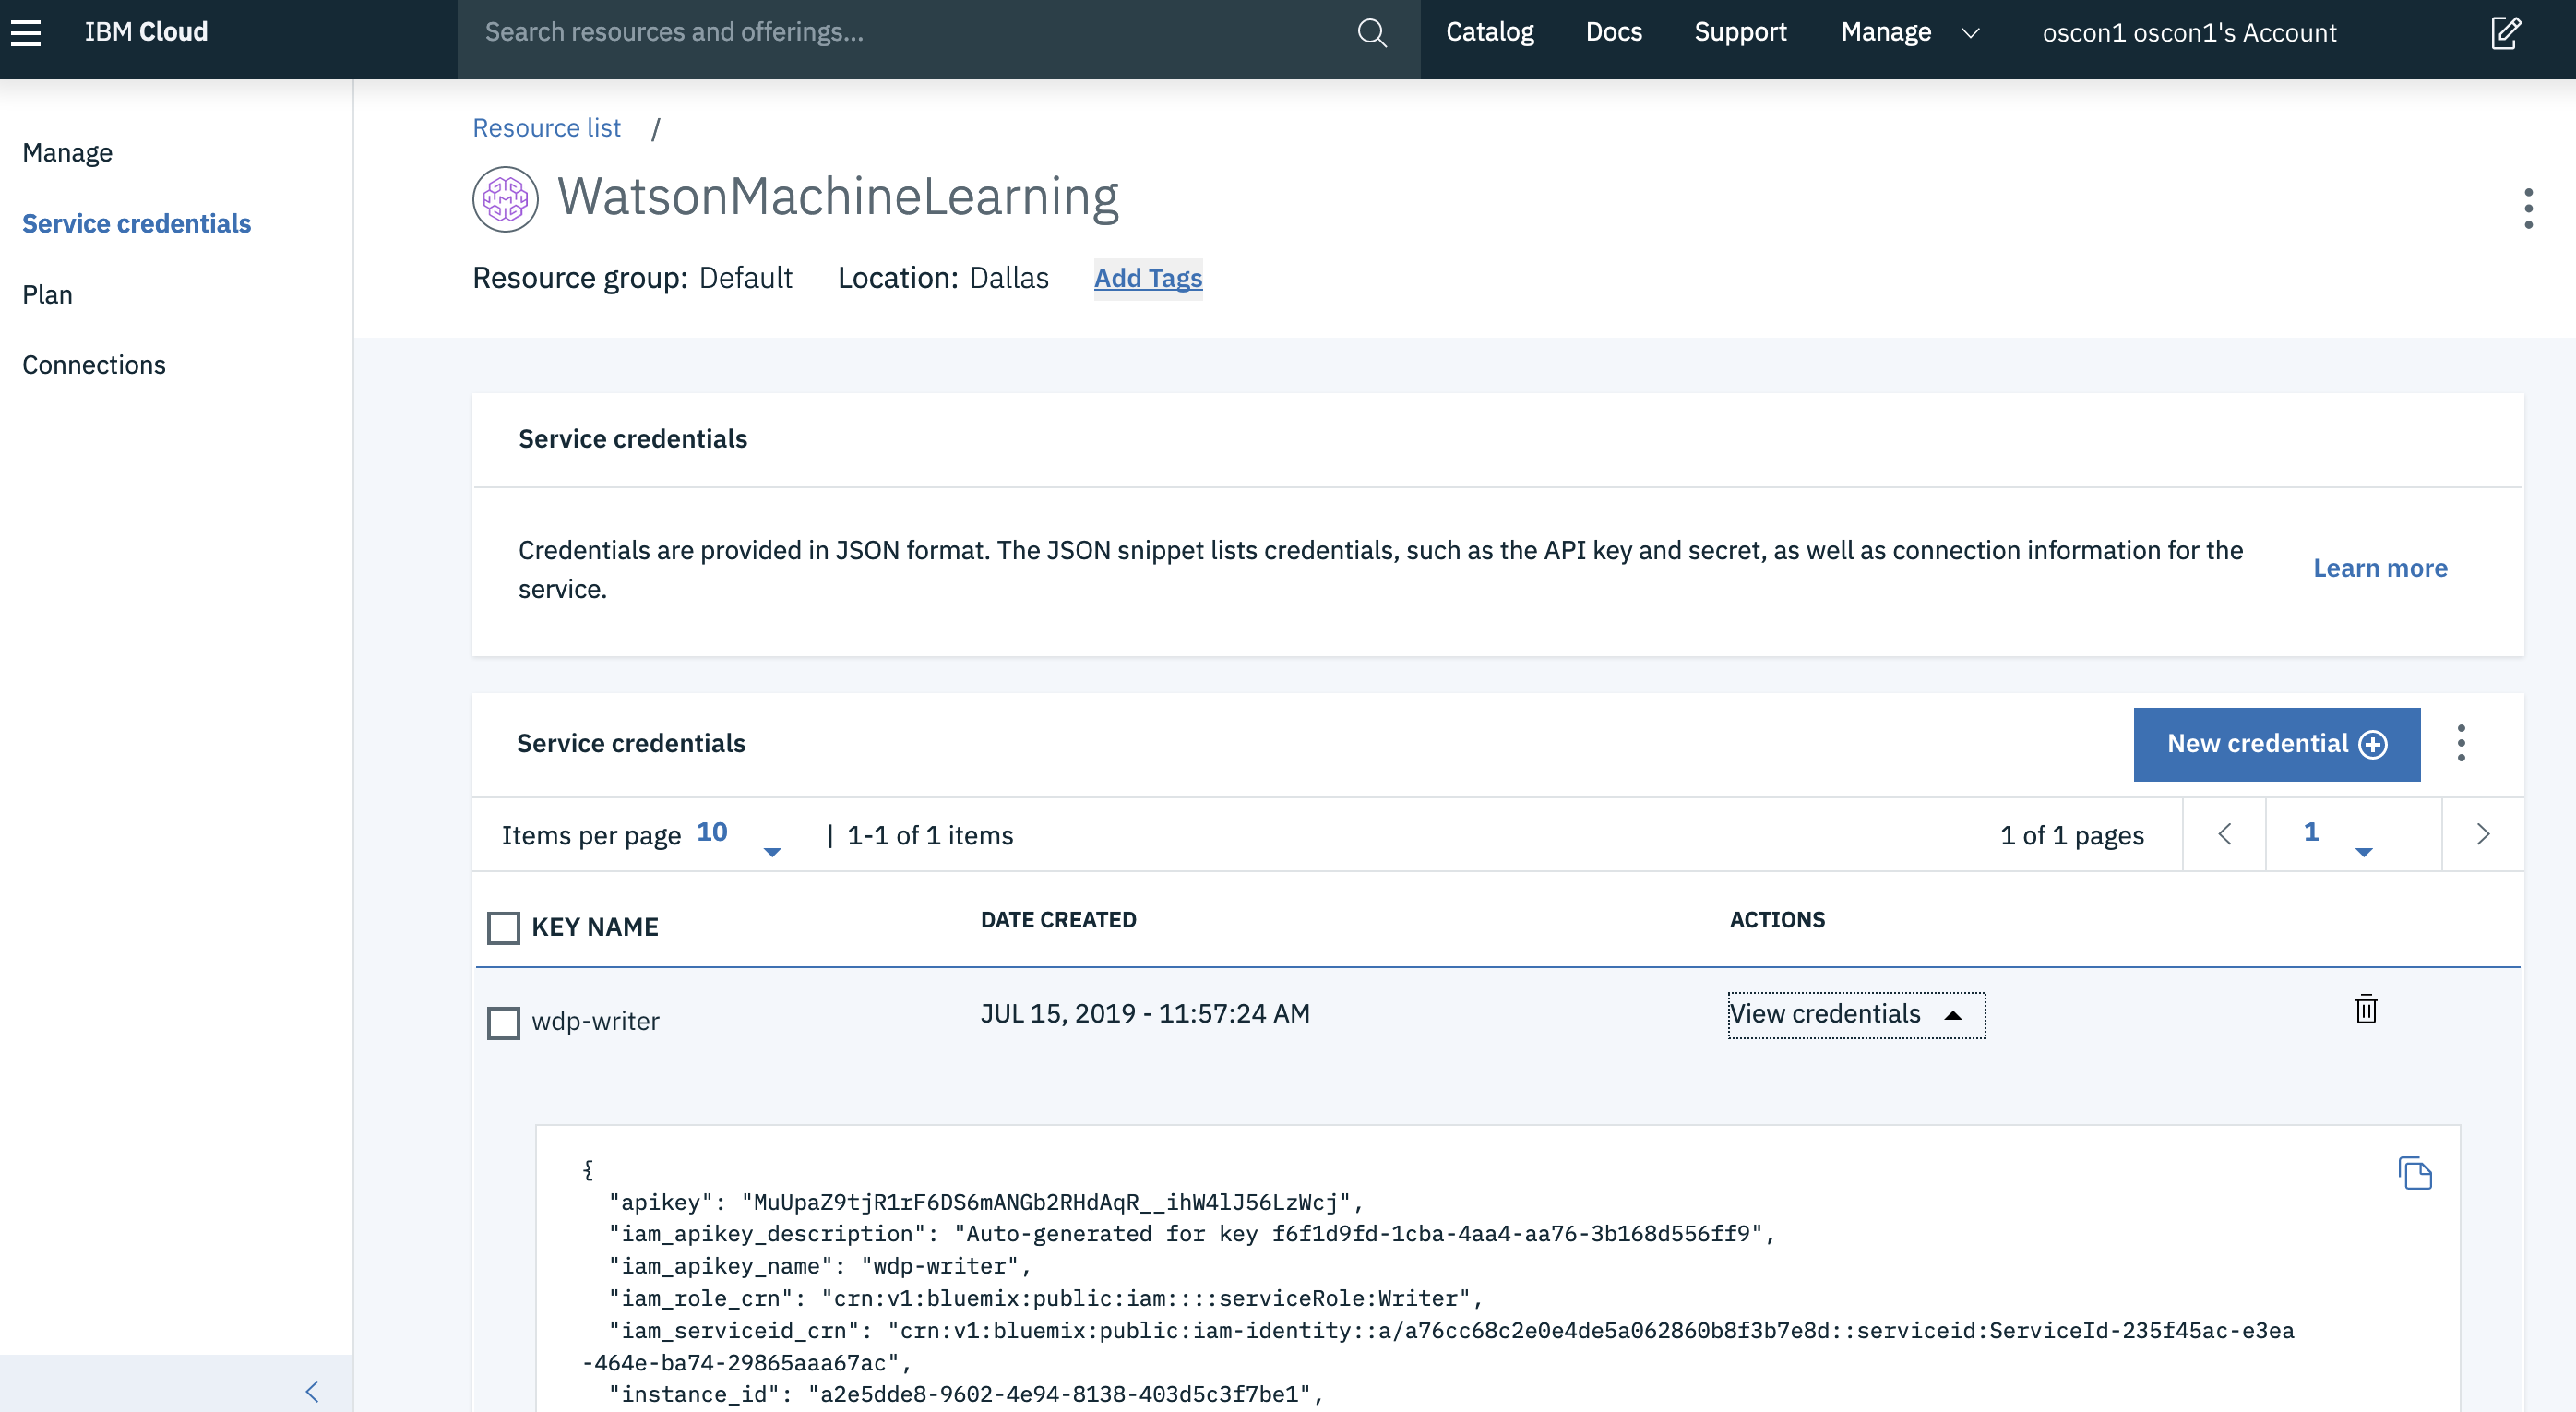 IBM Cloud
Search resources and offerings...
Catalog
Docs
Support
Manage
oscon1 oscon1's Account
Manage
Service credentials
Plan
Connections
Resource list /
WatsonMachineLearning
Resource group: Default Location: Dallas Add Tags
Service credentials
Credentials are provided in JSON format. The JSON snippet lists credentials, such as the API key and secret, as well as connection information for the
service.
Learn more
Service credentials
New credential
Items per page 10 | 1-1 of 1 items
1 of 1 pages
1
KEY NAME
DATE CREATED
ACTIONS
wdp-writer
JUL 15, 2019 - 11:57:24 AM
View credentials
{
"apikey": "MuUpaZ9tjR1rF6DS6mANGb2RHdAqR__ihW4lJ56LzWcj",
"iam_apikey_description": "Auto-generated for key f6f1d9fd-1cba-4aa4-aa76-3b168d556ff9",
"iam_apikey_name": "wdp-writer",
"iam_role_crn": "crn:v1:bluemix:public:iam::::serviceRole:Writer",
"iam_serviceid_crn": "crn:v1:bluemix:public:iam-identity::a/a76cc68c2e0e4de5a062860b8f3b7e8d::serviceid:ServiceId-235f45ac-e3ea
-464e-ba74-29865aaa67ac",
"instance_id": "a2e5dde8-9602-4e94-8138-403d5c3f7be1",